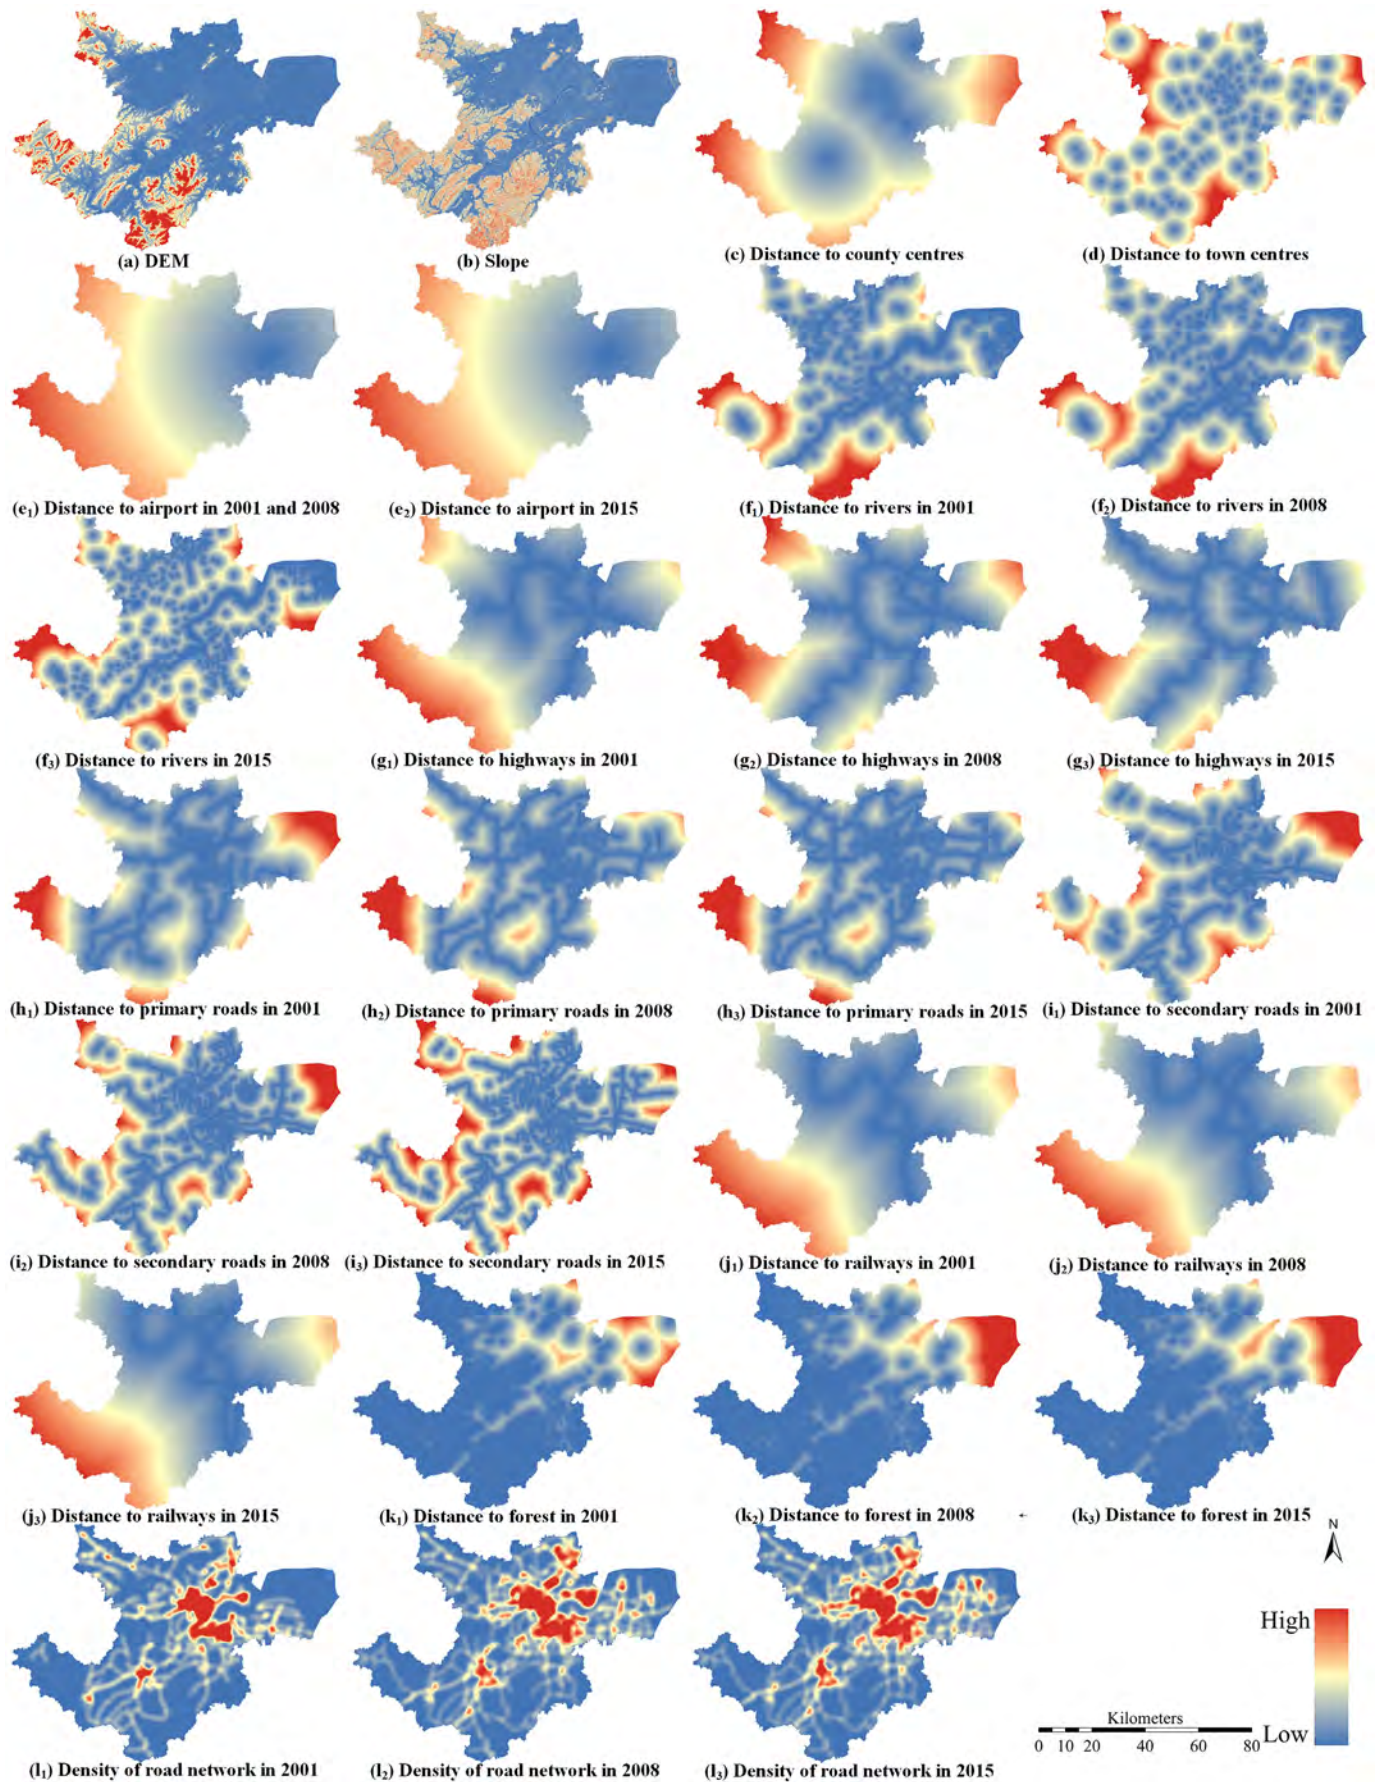 (a) DEM
(b) Slope
(c) Distance to county centres
(d) Distance to town centres
(e₁) Distance to airport in 2001 and 2008
(e₂) Distance to airport in 2015
(f₁) Distance to rivers in 2001
(f₂) Distance to rivers in 2008
(f₃) Distance to rivers in 2015
(g₁) Distance to highways in 2001
(g₂) Distance to highways in 2008
(g₃) Distance to highways in 2015
(h₁) Distance to primary roads in 2001
(h₂) Distance to primary roads in 2008
(h₃) Distance to primary roads in 2015
(i₁) Distance to secondary roads in 2001
(i₂) Distance to secondary roads in 2008
(i₃) Distance to secondary roads in 2015
(j₁) Distance to railways in 2001
(j₂) Distance to railways in 2008
(j₃) Distance to railways in 2015
(k₁) Distance to forest in 2001
(k₂) Distance to forest in 2008
(k₃) Distance to forest in 2015
N
High
Low
Kilometers
0 10 20 40 60 80
(l₁) Density of road network in 2001
(l₂) Density of road network in 2008
(l₃) Density of road network in 2015